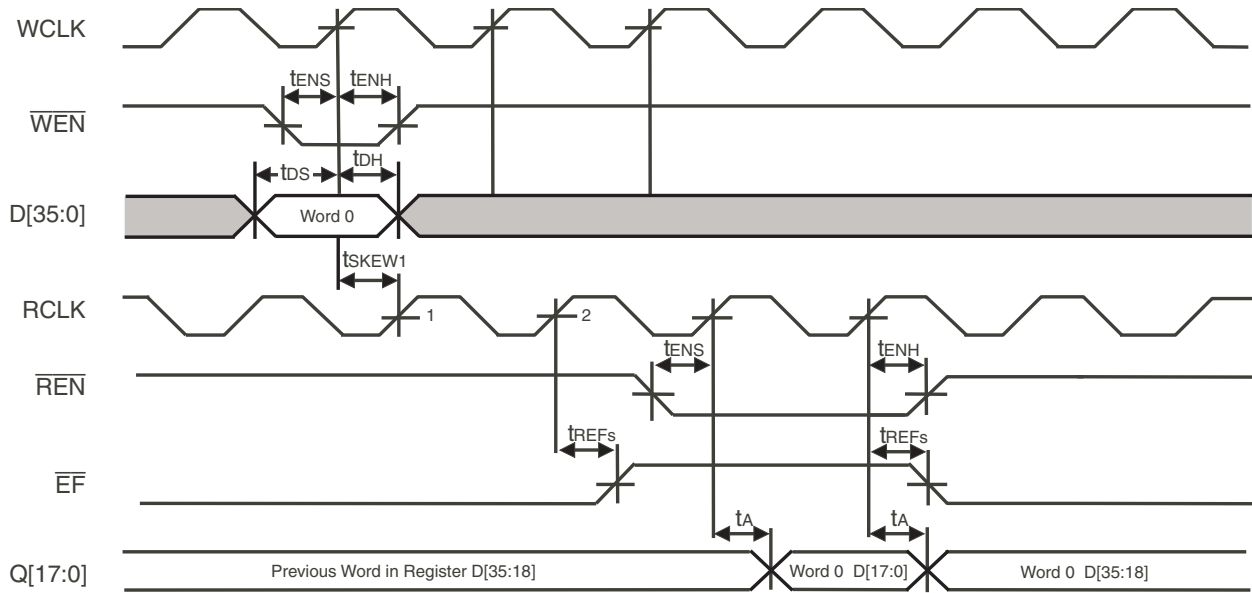 WCLK
tENS tENH
WEN
tDS tDH
D[35:0] Word 0
tSKEW1
RCLK 1 2
tENS tENH
REN
tREFs tREFs
EF
tA tA
Q[17:0] Previous Word in Register D[35:18] Word 0 D[17:0] Word 0 D[35:18]